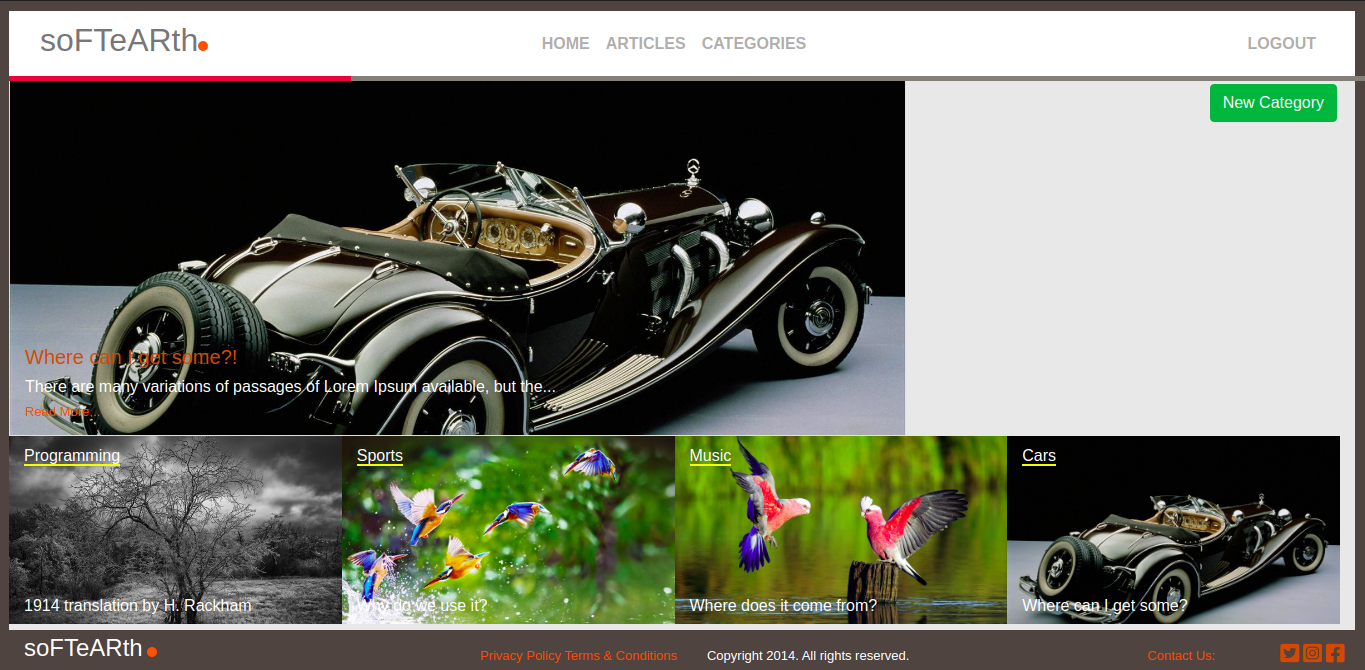 soFTeARth
HOME ARTICLES CATEGORIES
LOGOUT
New Category
Where can I get some?!
There are many variations of passages of Lorem Ipsum available, but the...
Read More...
Programming
Sports
Music
Cars
1914 translation by H. Rackham
Why do we use it?
Where does it come from?
Where can I get some?
soFTeARth
Privacy Policy Terms & Conditions
Copyright 2014. All rights reserved.
Contact Us: